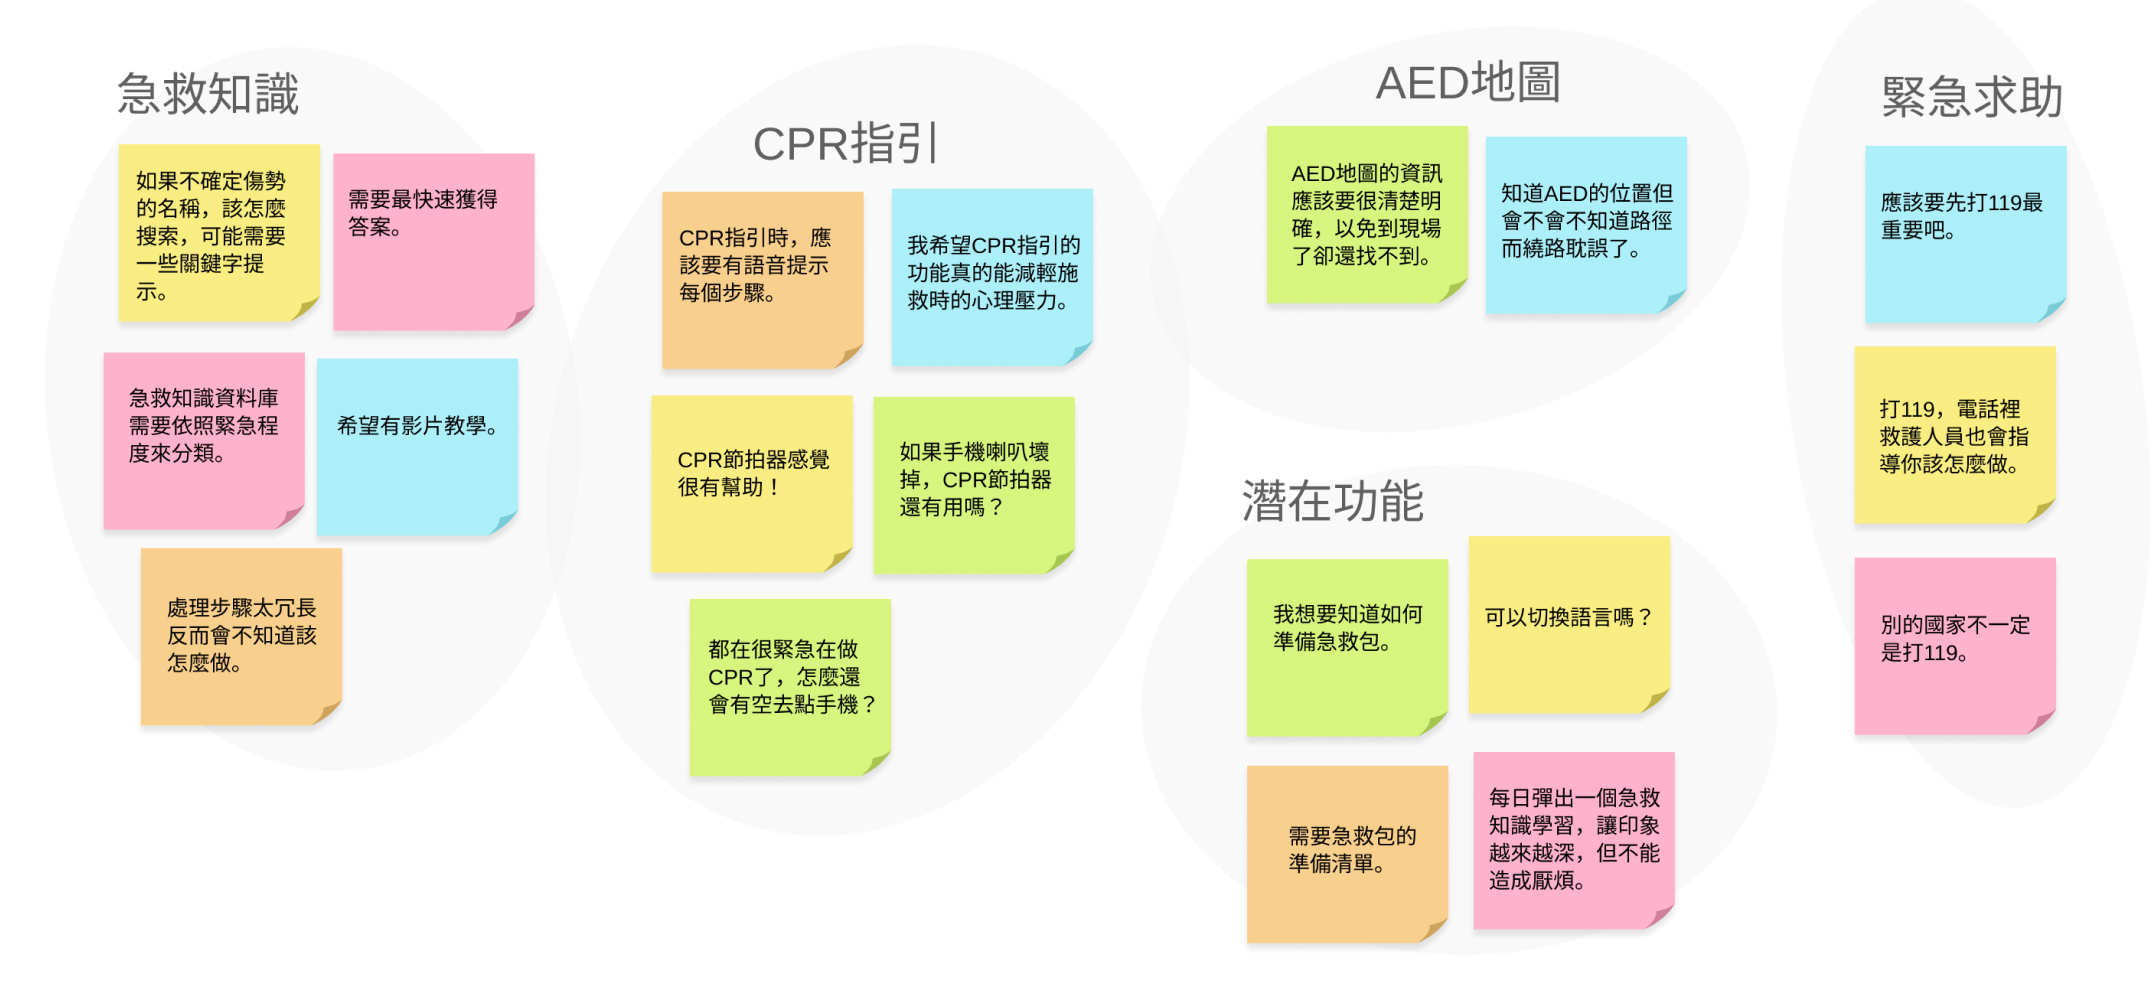 急救知識
如果不確定傷勢
的名稱，該怎麼
搜索，可能需要
一些關鍵字提
示。
需要最快速獲得
答案。
急救知識資料庫
需要依照緊急程
度來分類。
希望有影片教學。
處理步驟太冗長
反而會不知道該
怎麼做。
CPR指引
CPR指引時，應
該要有語音提示
每個步驟。
我希望CPR指引的
功能真的能減輕施
救時的心理壓力。
CPR節拍器感覺
很有幫助！
如果手機喇叭壞
掉，CPR節拍器
還有用嗎？
都在很緊急在做
CPR了，怎麼還
會有空去點手機？
AED地圖
AED地圖的資訊
應該要很清楚明
確，以免到現場
了卻還找不到。
知道AED的位置但
會不會不知道路徑
而繞路耽誤了。
潛在功能
我想要知道如何
準備急救包。
可以切換語言嗎？
需要急救包的
準備清單。
每日彈出一個急救
知識學習，讓印象
越來越深，但不能
造成厭煩。
緊急求助
應該要先打119最
重要吧。
打119，電話裡
救護人員也會指
導你該怎麼做。
別的國家不一定
是打119。